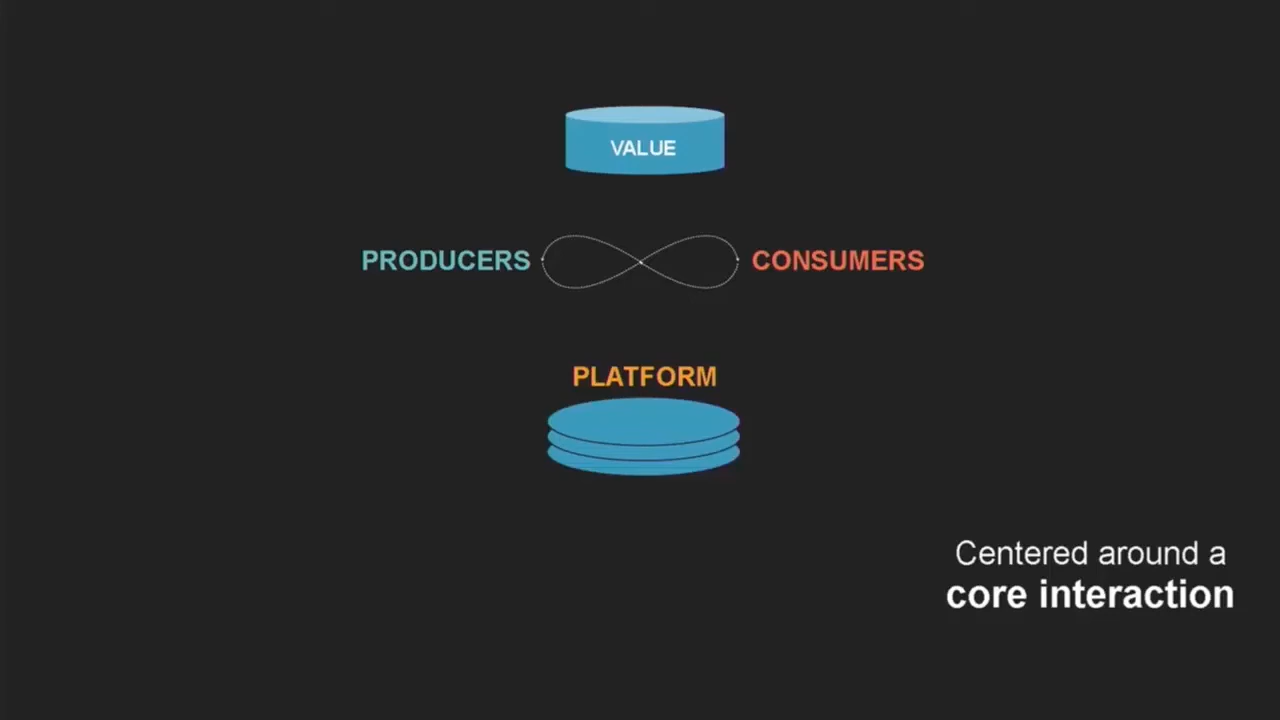 VALUE
PRODUCERS CONSUMERS
PLATFORM
Centered around a
core interaction